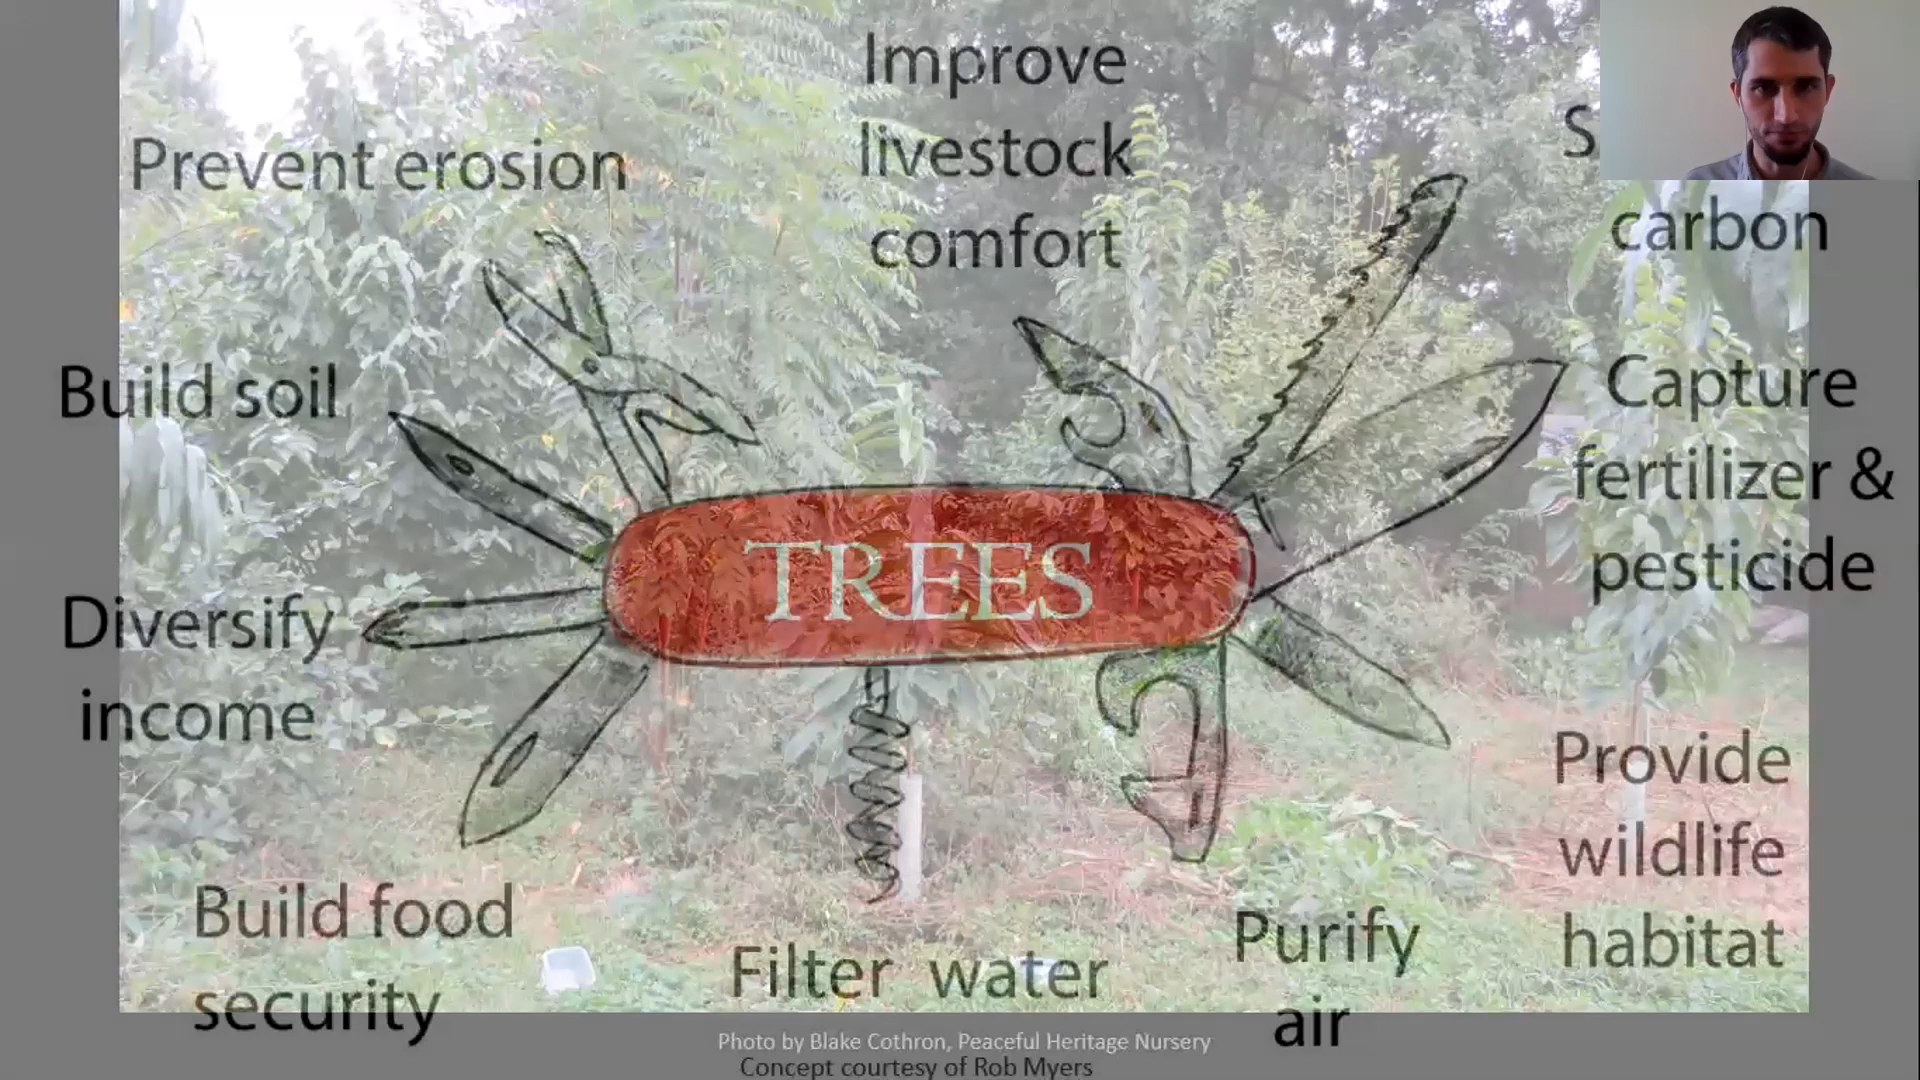 Improve
livestock
comfort
Prevent erosion
carbon
Build soil
Capture
fertilizer &
pesticide
TREES
Diversify
income
Provide
wildlife
habitat
Build food
security
Filter water
Purify
air
Photo by Blake Cothron, Peaceful Heritage Nursery
Concept courtesy of Rob Myers